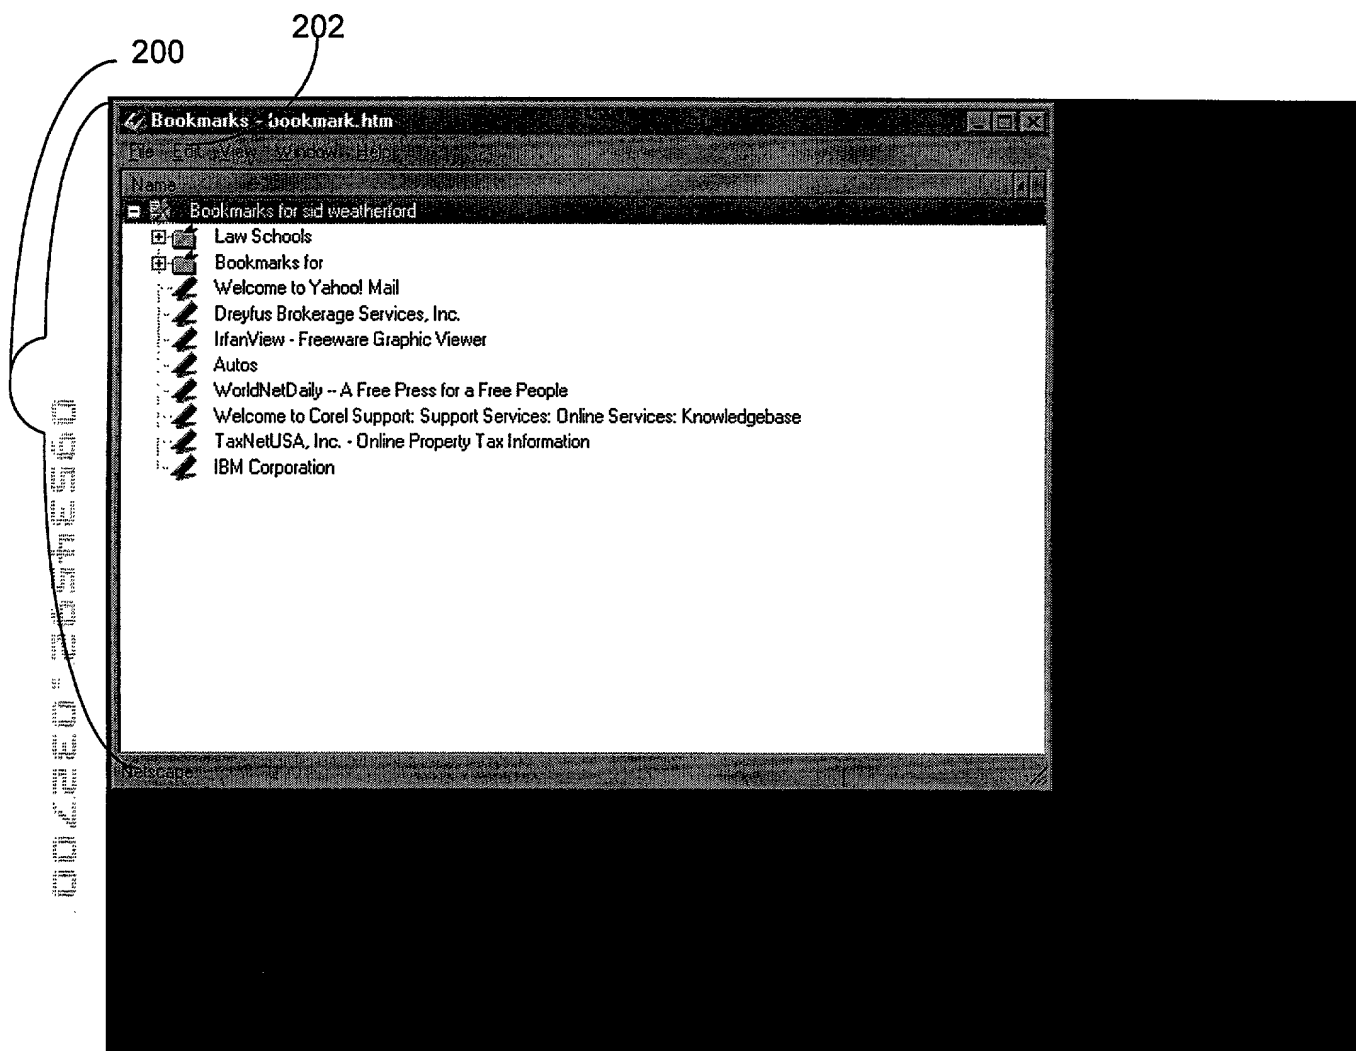 202
200
Bookmarks - bookmark.htm
File Edit View Window Help
Name
Bookmarks for sid weatherford
Law Schools
Bookmarks for
Welcome to Yahoo! Mail
Dreyfus Brokerage Services, Inc.
IrfanView - Freeware Graphic Viewer
Autos
WorldNetDaily -- A Free Press for a Free People
Welcome to Corel Support: Support Services: Online Services: Knowledgebase
TaxNetUSA, Inc. - Online Property Tax Information
IBM Corporation
Netscape